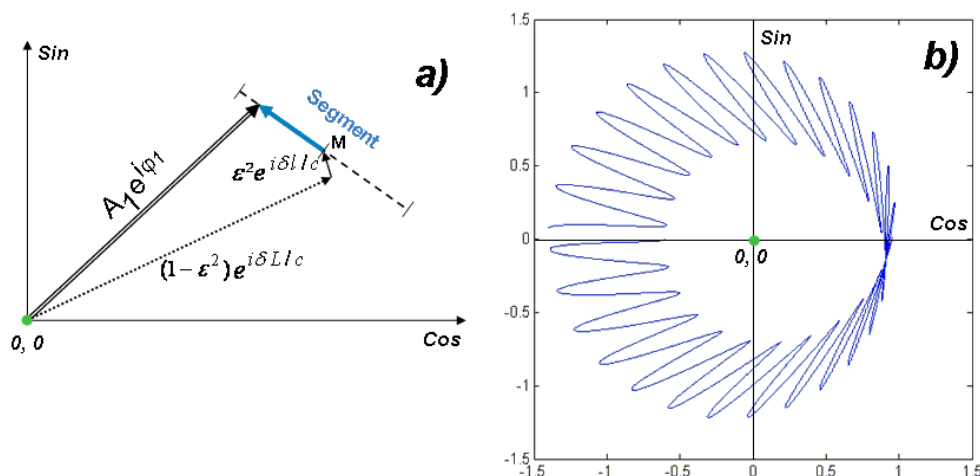 Sin
a)
Segment
M
A₁e^{iφ₁}
ε² e^{iδl/c}
(1-ε²)e^{iδL/c}
0, 0
Cos
b)
Sin
Cos
0, 0
1.5
1
0.5
0
-0.5
-1
-1.5
-1.5
-1
-0.5
0
0.5
1
1.5